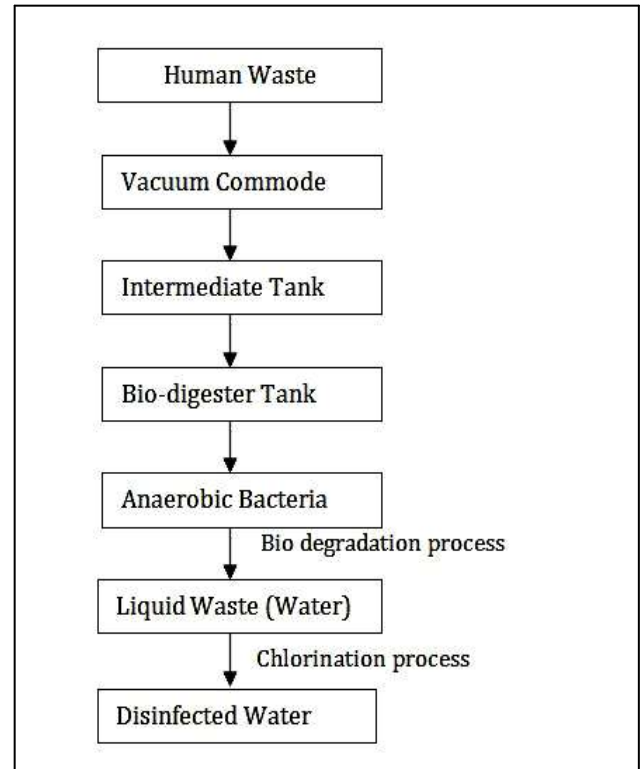 Human Waste
Vacuum Commode
Intermediate Tank
Bio-digester Tank
Anaerobic Bacteria
Bio degradation process
Liquid Waste (Water)
Chlorination process
Disinfected Water